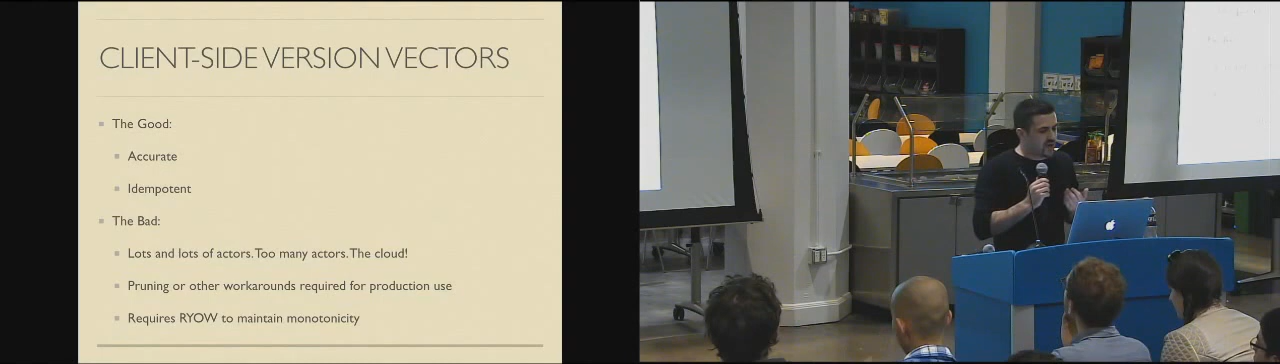 CLIENT-SIDE VERSION VECTORS
The Good:
Accurate
Idempotent
The Bad:
Lots and lots of actors. Too many actors. The cloud!
Pruning or other workarounds required for production use
Requires RYOW to maintain monotonicity